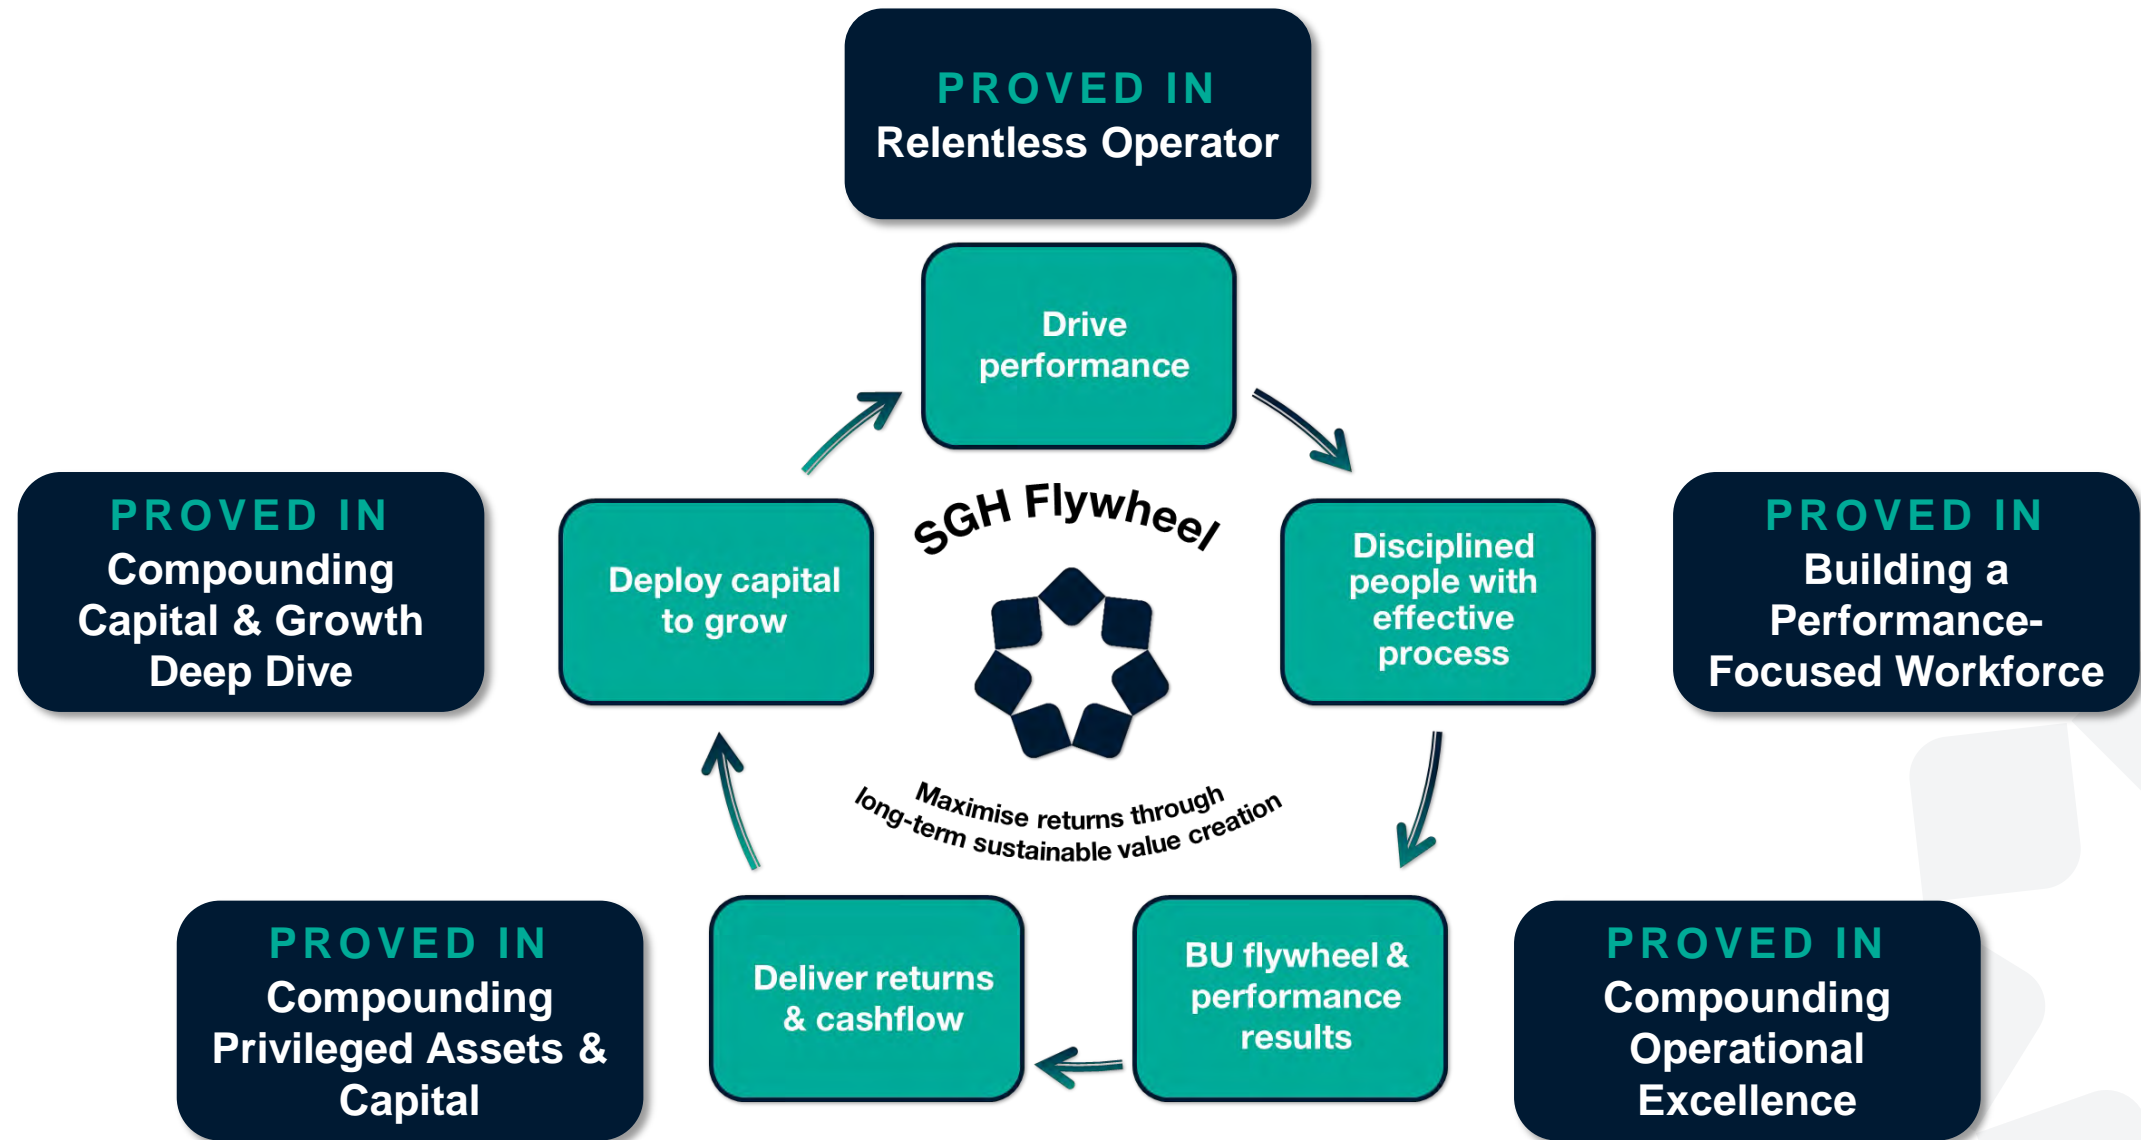 PROVED IN
Relentless Operator
Drive
performance
PROVED IN
Compounding
Capital & Growth
Deep Dive
Deploy capital
to grow
SGH Flywheel
Disciplined
people with
effective
process
PROVED IN
Building a
Performance-
Focused Workforce
Maximise returns through
long-term sustainable value creation
PROVED IN
Compounding
Privileged Assets &
Capital
Deliver returns
& cashflow
BU flywheel &
performance
results
PROVED IN
Compounding
Operational
Excellence